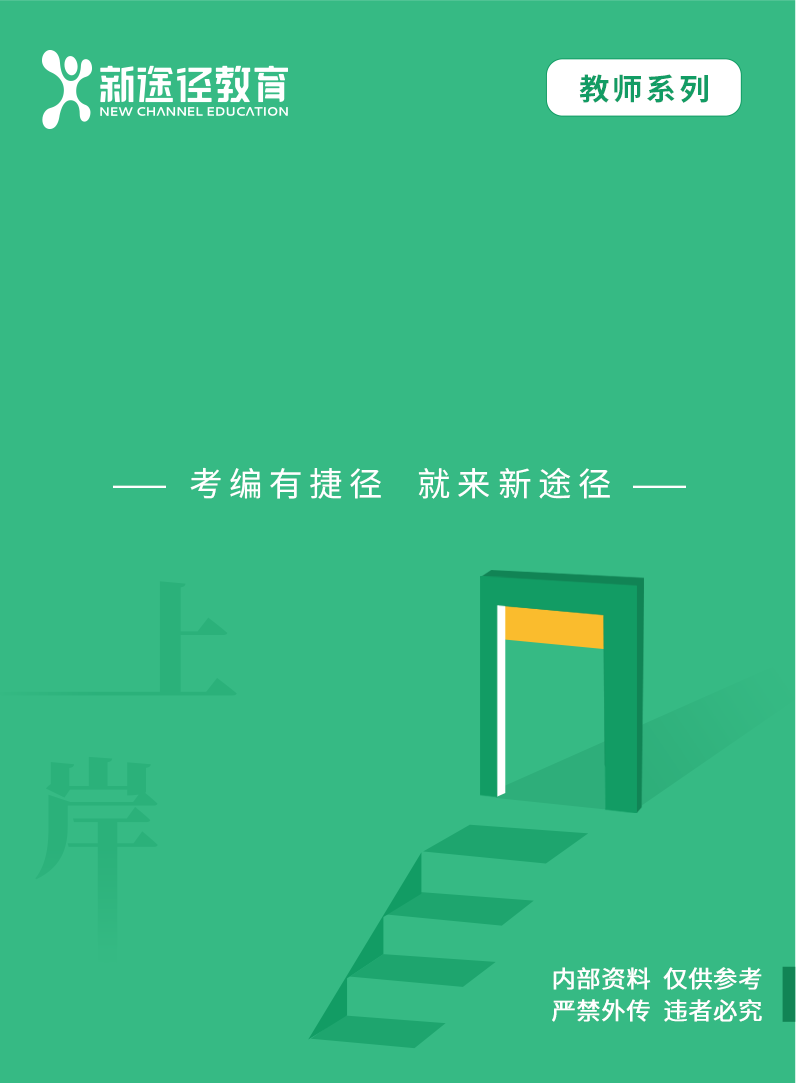 新途径教育
NEW CHANNEL EDUCATION
教师系列
考编有捷径 就来新途径
上
岸
内部资料 仅供参考
严禁外传 违者必究